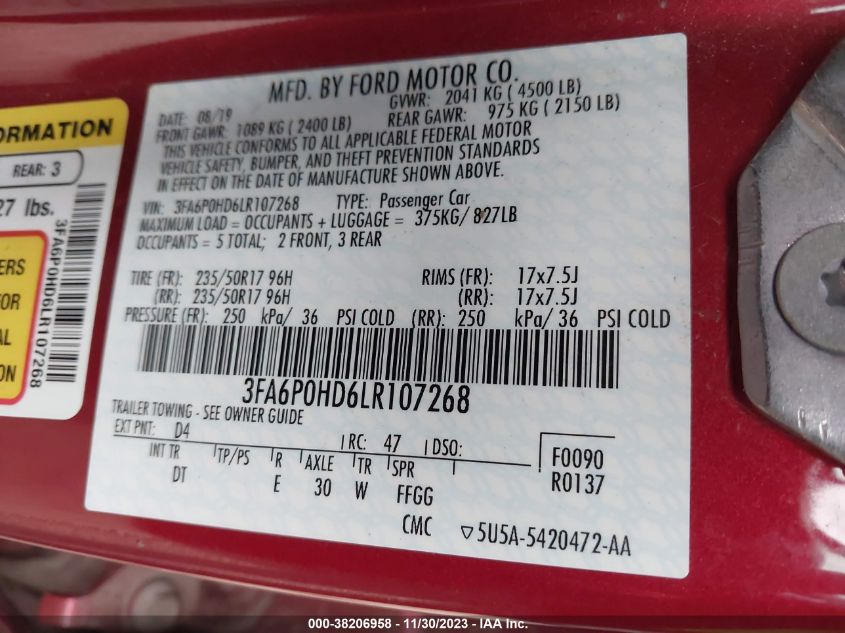 ORMATION
REAR: 3
27 lbs.
ERS
FOR
AL
ON
3FA6P0HD6LR107268
MFD. BY FORD MOTOR CO.
DATE: 08/19 GVWR: 2041 KG ( 4500 LB)
FRONT GAWR: 1089 KG ( 2400 LB) REAR GAWR: 975 KG ( 2150 LB)
THIS VEHICLE CONFORMS TO ALL APPLICABLE FEDERAL MOTOR
VEHICLE SAFETY, BUMPER, AND THEFT PREVENTION STANDARDS
IN EFFECT ON THE DATE OF MANUFACTURE SHOWN ABOVE.
VIN: 3FA6P0HD6LR107268 TYPE: Passenger Car
MAXIMUM LOAD = OCCUPANTS + LUGGAGE = 375KG/ 827LB
OCCUPANTS = 5 TOTAL; 2 FRONT, 3 REAR
TIRE (FR): 235/50R17 96H RIMS (FR): 17x7.5J
(RR): 235/50R17 96H (RR): 17x7.5J
PRESSURE (FR): 250 kPa/ 36 PSI COLD (RR): 250 kPa/ 36 PSI COLD
3FA6P0HD6LR107268
TRAILER TOWING - SEE OWNER GUIDE
EXT PNT: D4 RC: 47 DSO:
INT TR TP/PS R AXLE TR SPR F0090
DT E 30 W FFGG R0137
CMC ▽5U5A-5420472-AA
000-38206958 - 11/30/2023 - IAA Inc.